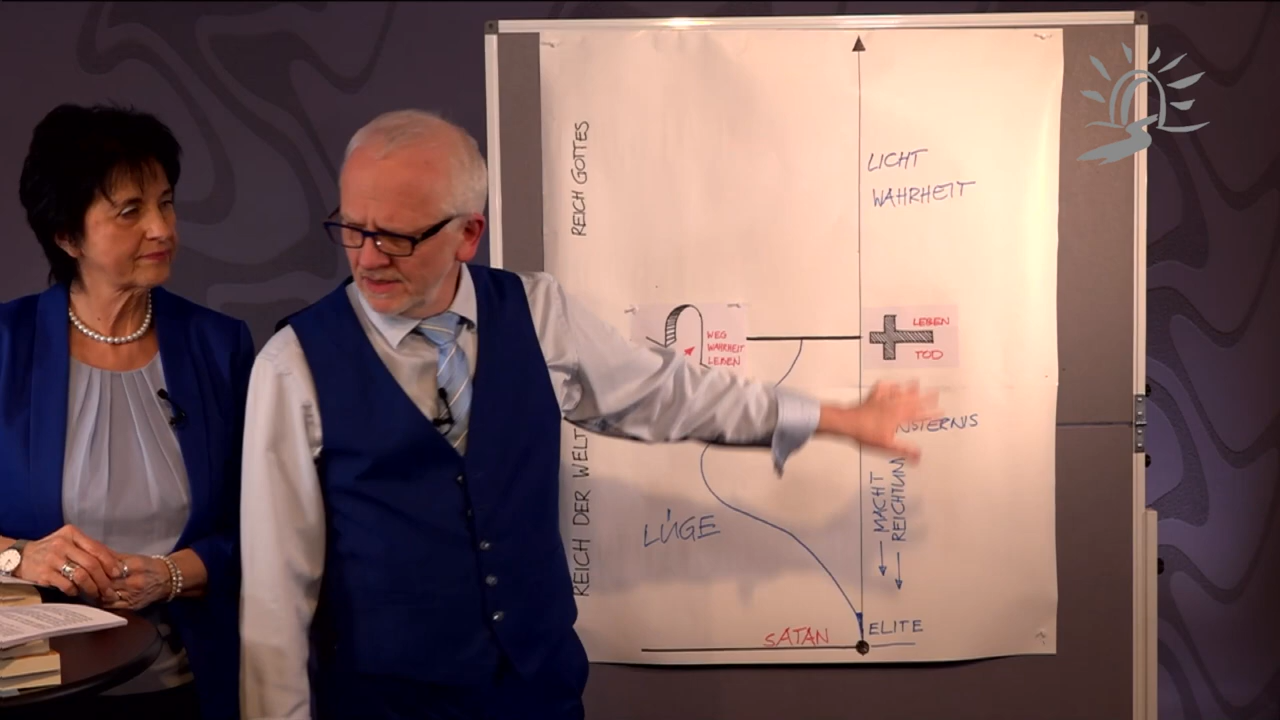 REICH GOTTES
LICHT
WAHRHEIT
WEG
WAHRHEIT
LEBEN
LEBEN
TOD
NSTERNIS
REICH DER WELT
MACHT
REICHTUM
LÜGE
SATAN
ELITE